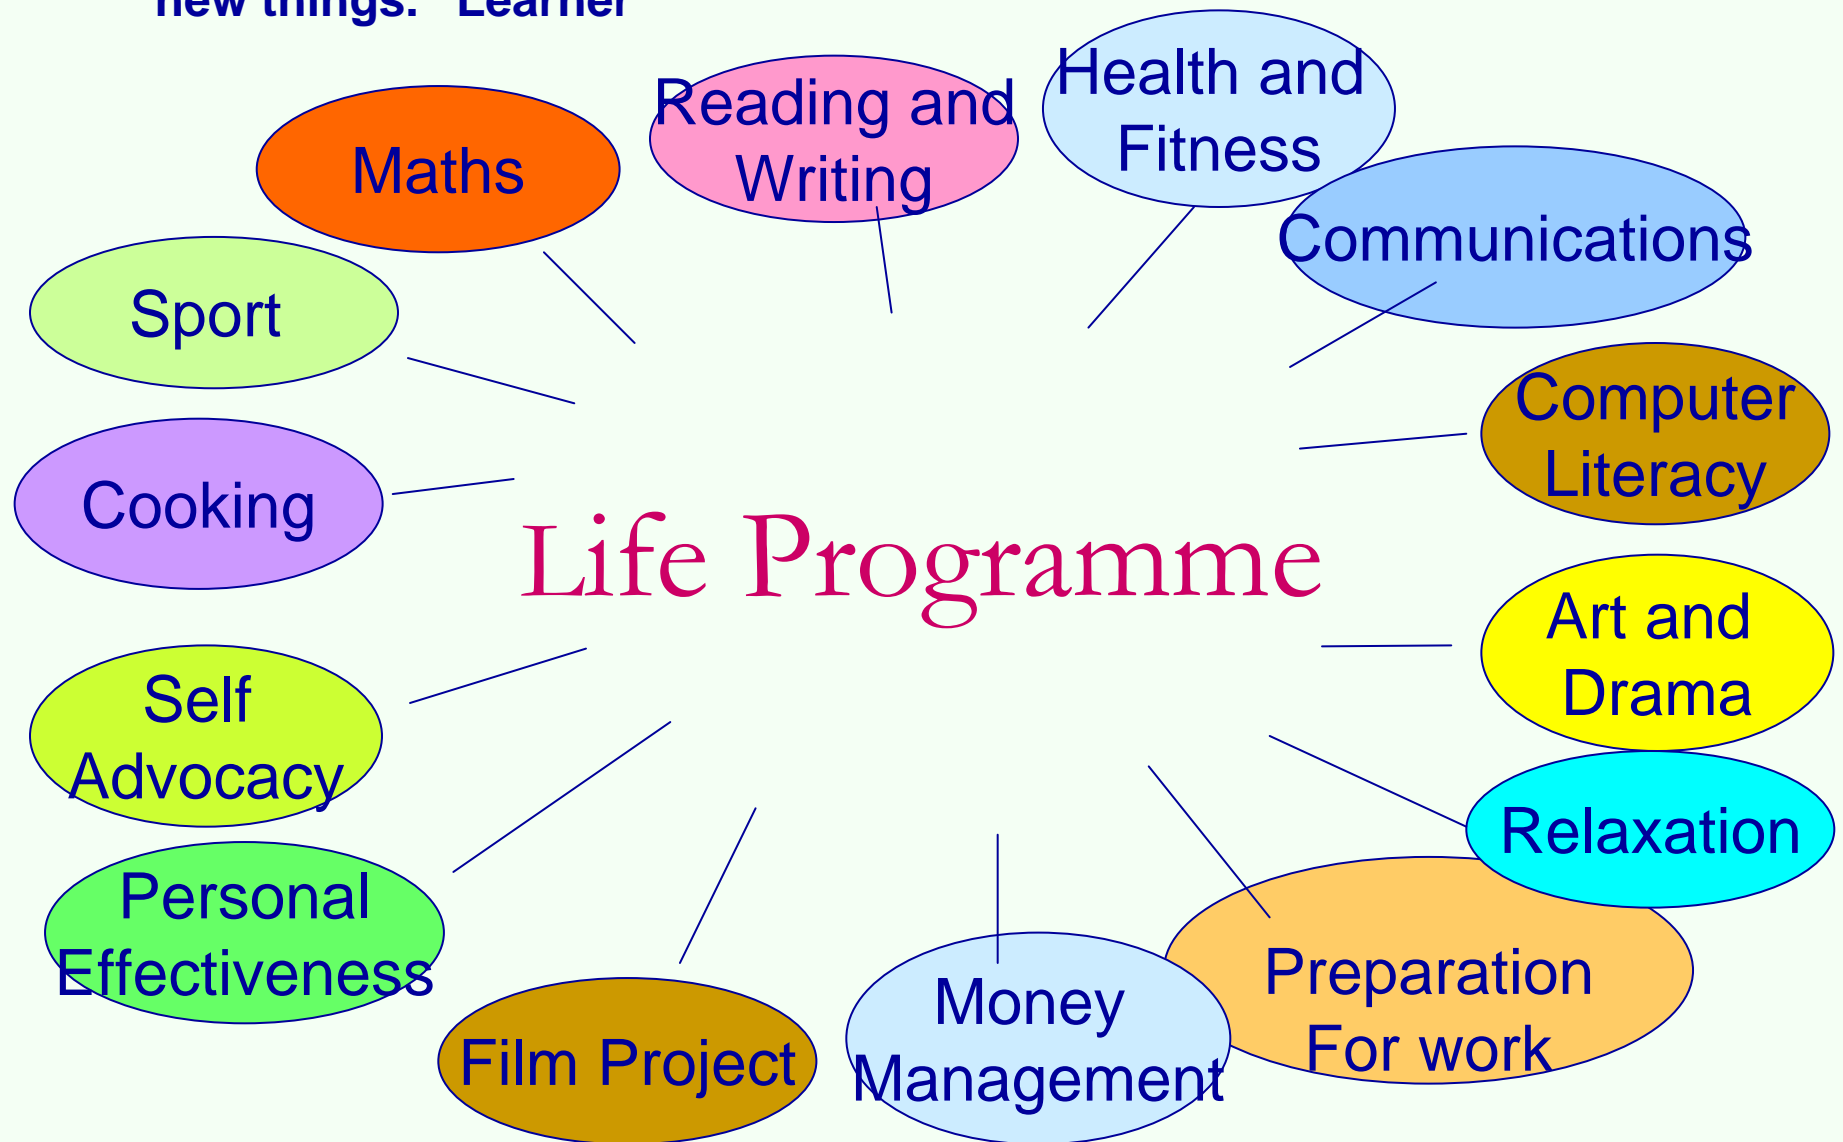 new things." Learner
Maths
Reading and
Writing
Health and
Fitness
Communications
Sport
Computer
Literacy
Cooking
Life Programme
Art and
Drama
Self
Advocacy
Relaxation
Personal
Effectiveness
Preparation
For work
Money
Management
Film Project